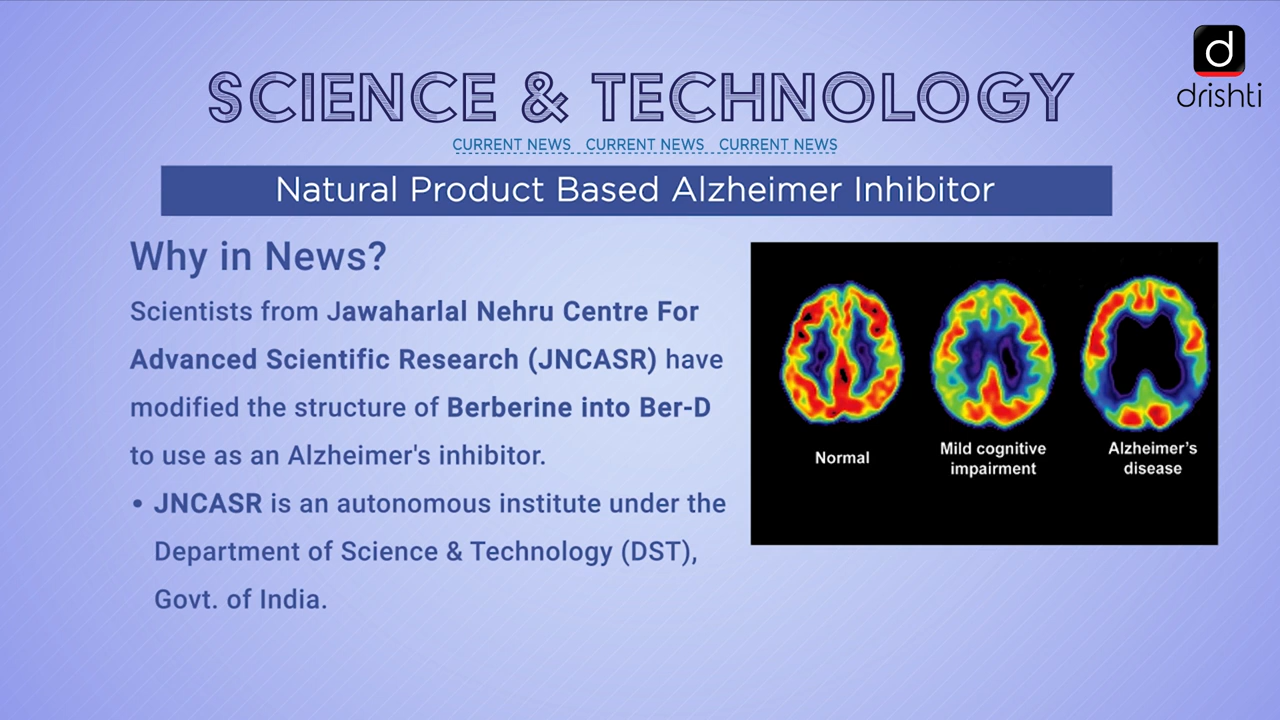 d
drishti
SCIENCE & TECHNOLOGY
CURRENT NEWS CURRENT NEWS CURRENT NEWS
Natural Product Based Alzheimer Inhibitor
Why in News?
Scientists from Jawaharlal Nehru Centre For
Advanced Scientific Research (JNCASR) have
modified the structure of Berberine into Ber-D
to use as an Alzheimer's inhibitor.
• JNCASR is an autonomous institute under the
Department of Science & Technology (DST),
Govt. of India.
Normal
Mild cognitive
impairment
Alzheimer's
disease